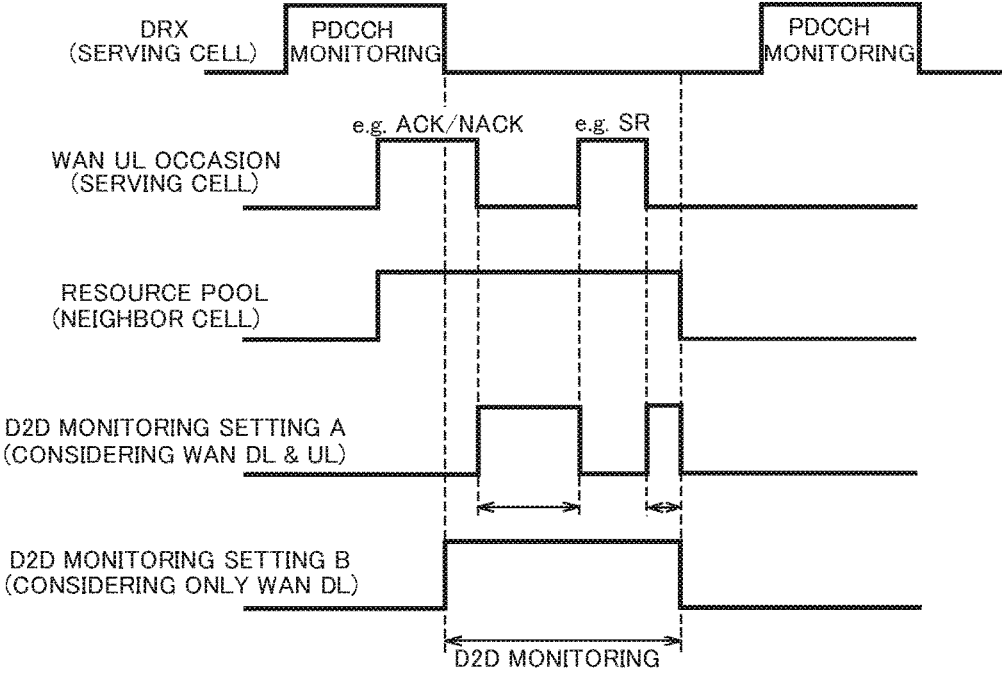 DRX
(SERVING CELL)
PDCCH
MONITORING
PDCCH
MONITORING
WAN UL OCCASION
(SERVING CELL)
e.g. ACK/NACK
e.g. SR
RESOURCE POOL
(NEIGHBOR CELL)
D2D MONITORING SETTING A
(CONSIDERING WAN DL & UL)
D2D MONITORING SETTING B
(CONSIDERING ONLY WAN DL)
D2D MONITORING